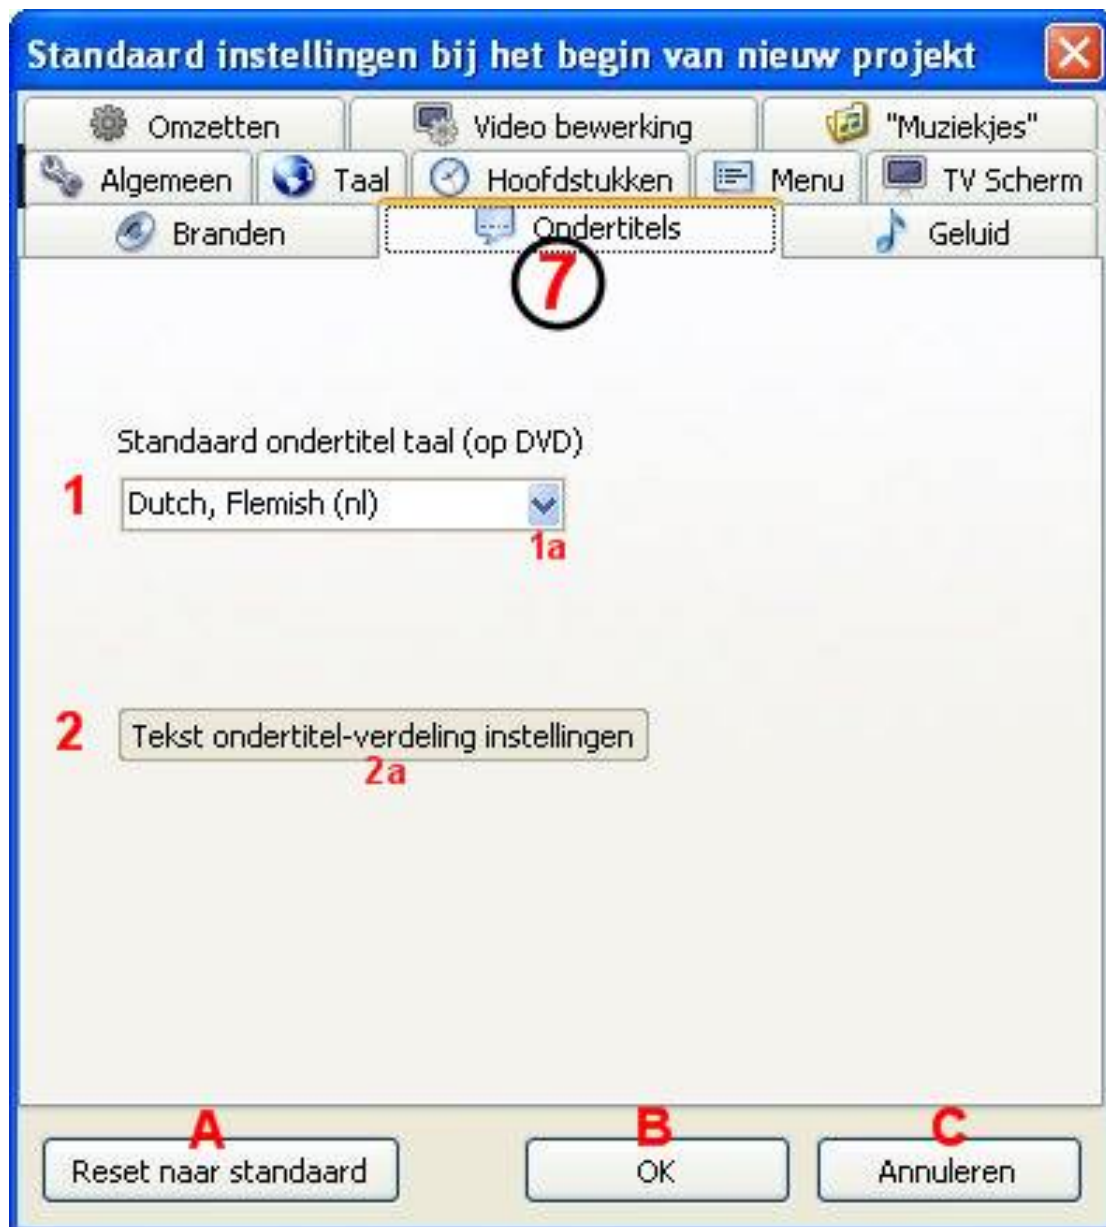 Standaard instellingen bij het begin van nieuw projekt
Omzetten Video bewerking "Muziekjes"
Algemeen Taal Hoofdstukken Menu TV Scherm
Branden Ondertitels Geluid
7
Standaard ondertitel taal (op DVD)
1 Dutch, Flemish (nl)
1a
2 Tekst ondertitel-verdeling instellingen
2a
A B C
Reset naar standaard OK Annuleren